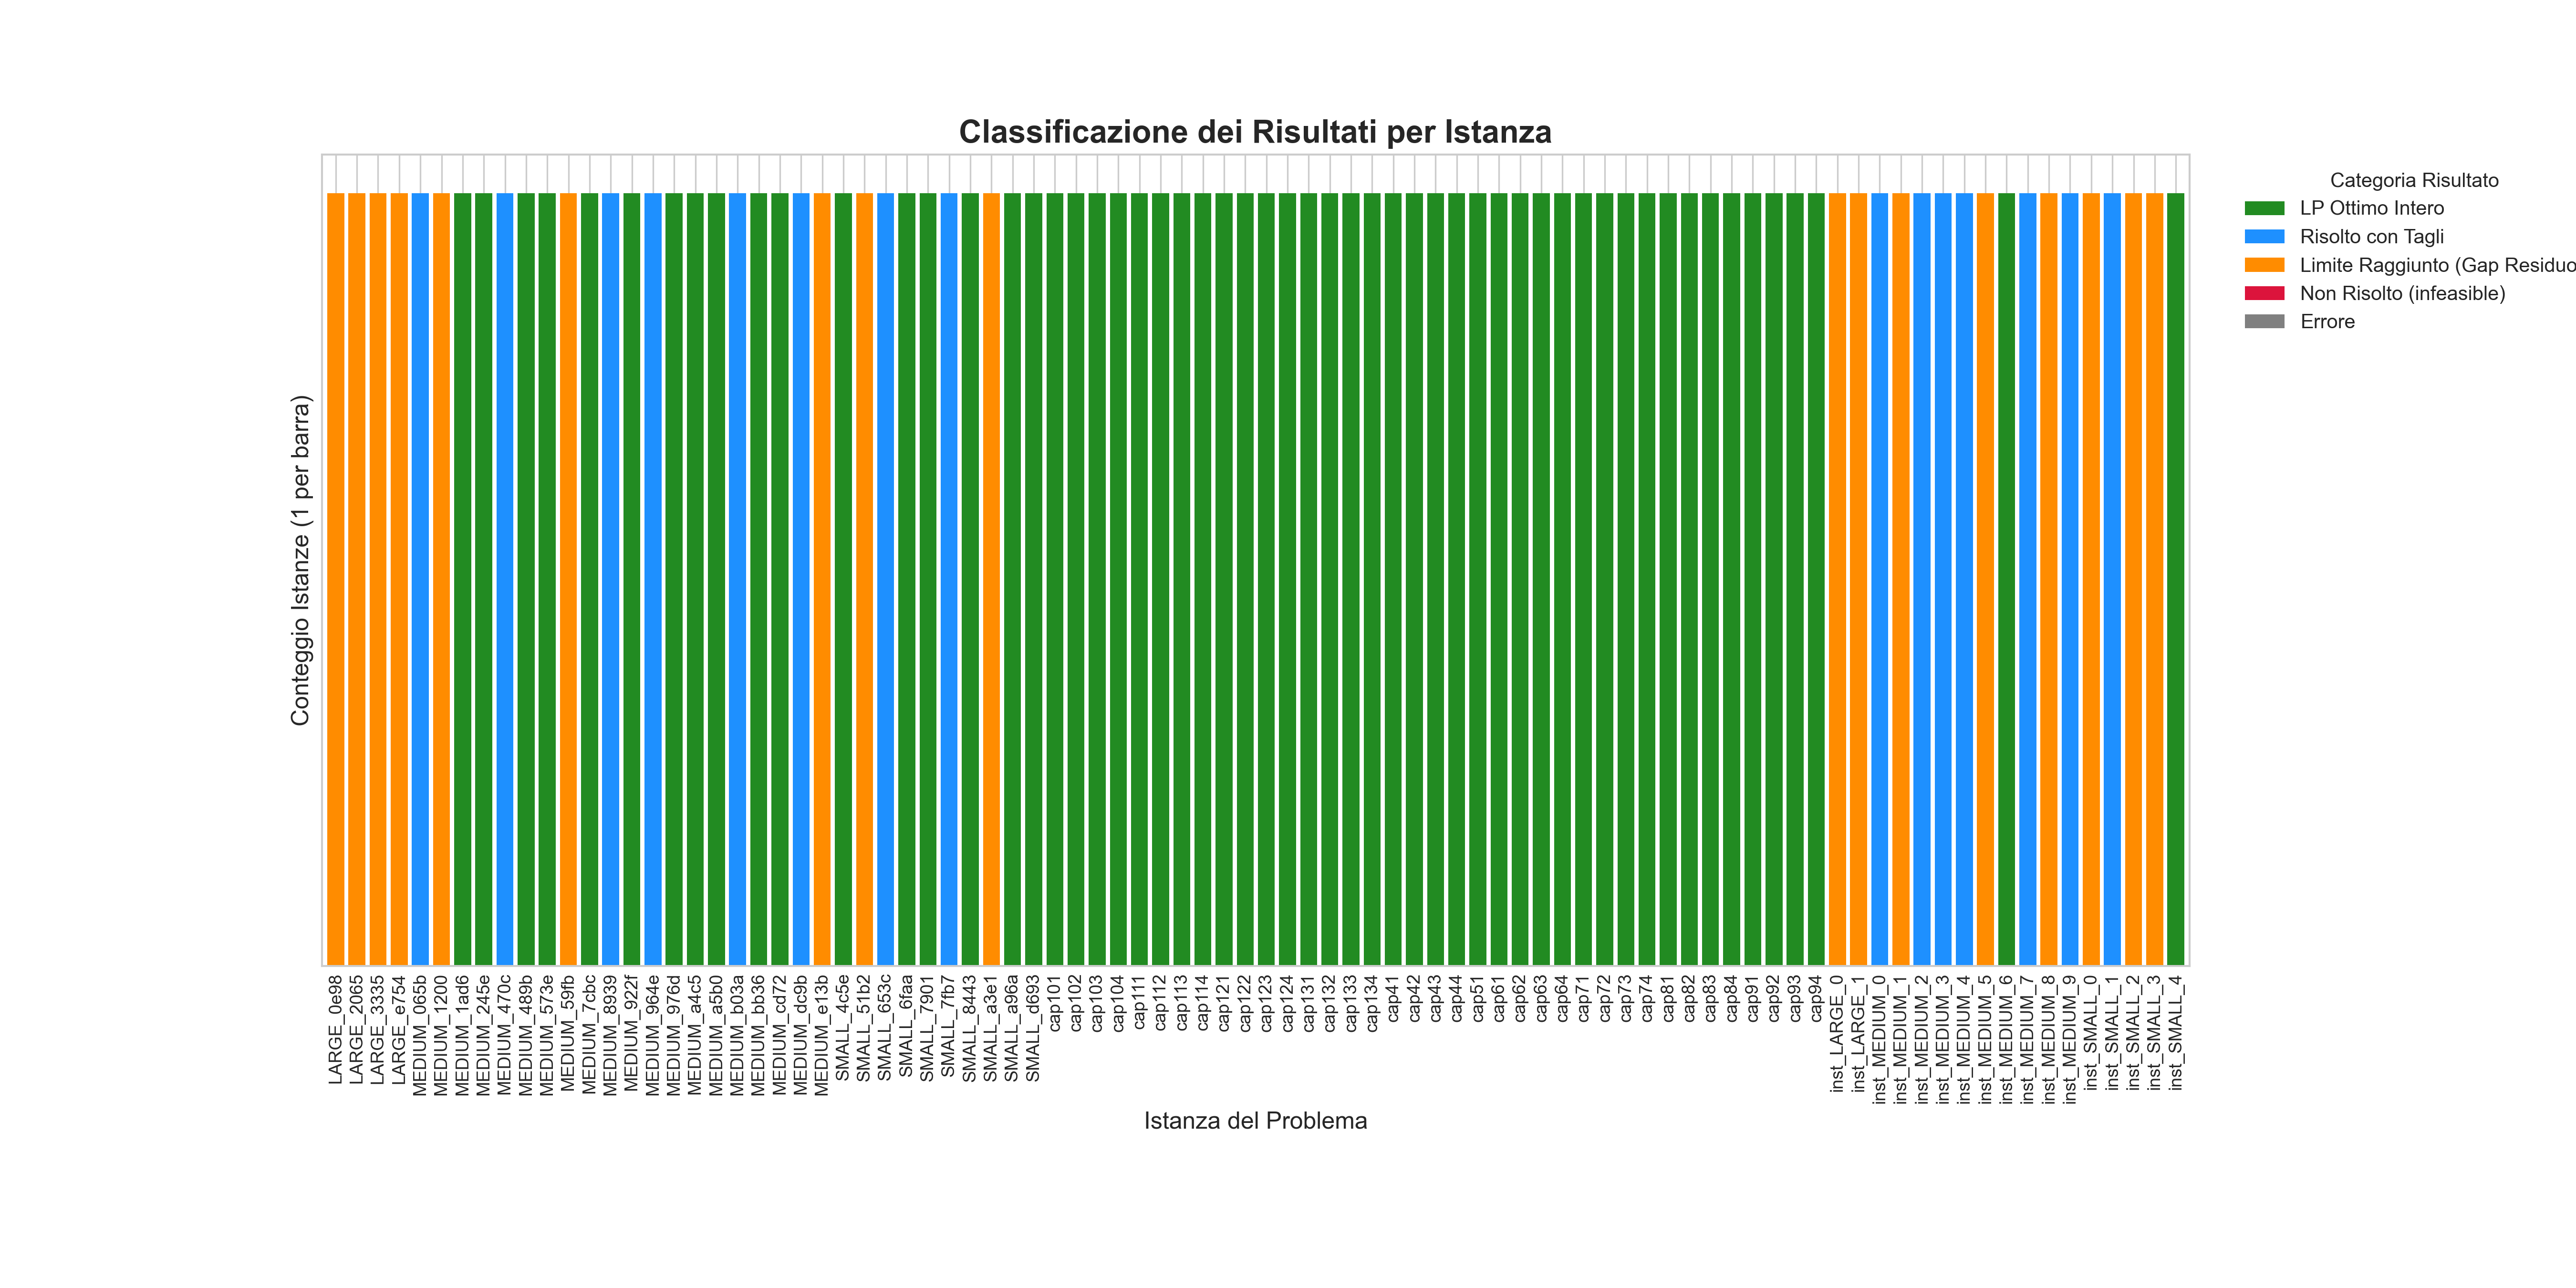 Classificazione dei Risultati per Istanza
Categoria Risultato
LP Ottimo Intero
Risolto con Tagli
Limite Raggiunto (Gap Residuo
Non Risolto (infeasible)
Errore
Conteggio Istanze (1 per barra)
LARGE_0e98
LARGE_2065
LARGE_3335
LARGE_e754
MEDIUM_065b
MEDIUM_1200
MEDIUM_1ad6
MEDIUM_245e
MEDIUM_470c
MEDIUM_489b
MEDIUM_573e
MEDIUM_59fb
MEDIUM_7cbc
MEDIUM_8939
MEDIUM_922f
MEDIUM_964e
MEDIUM_976d
MEDIUM_a4c5
MEDIUM_a5b0
MEDIUM_b03a
MEDIUM_bb36
MEDIUM_cd72
MEDIUM_dc9b
MEDIUM_e13b
SMALL_4c5e
SMALL_51b2
SMALL_653c
SMALL_6faa
SMALL_7901
SMALL_7fb7
SMALL_8443
SMALL_a3e1
SMALL_a96a
SMALL_d693
cap101
cap102
cap103
cap104
cap111
cap112
cap113
cap114
cap121
cap122
cap123
cap124
cap131
cap132
cap133
cap134
cap41
cap42
cap43
cap44
cap51
cap61
cap62
cap63
cap64
cap71
cap72
cap73
cap74
cap81
cap82
cap83
cap84
cap91
cap92
cap93
cap94
inst_LARGE_0
inst_LARGE_1
inst_MEDIUM_0
inst_MEDIUM_1
inst_MEDIUM_2
inst_MEDIUM_3
inst_MEDIUM_4
inst_MEDIUM_5
inst_MEDIUM_6
inst_MEDIUM_7
inst_MEDIUM_8
inst_MEDIUM_9
inst_SMALL_0
inst_SMALL_1
inst_SMALL_2
inst_SMALL_3
inst_SMALL_4
Istanza del Problema